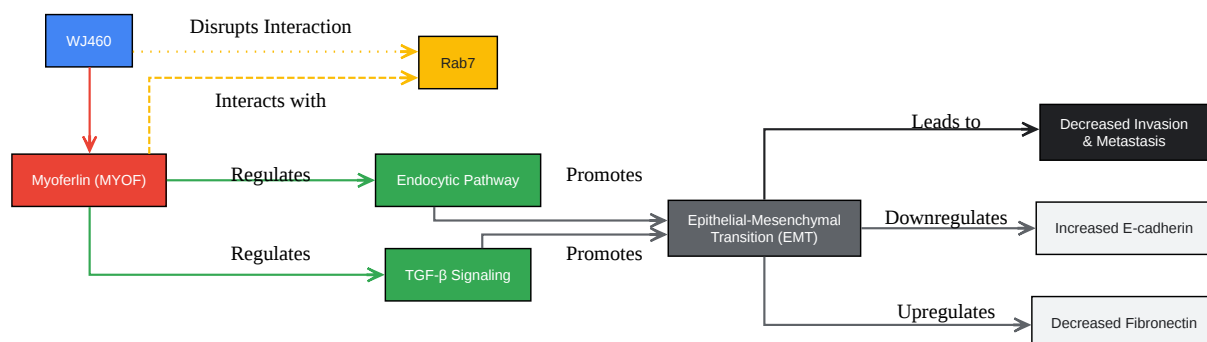 WJ460
Disrupts Interaction
Rab7
Interacts with
Leads to
Decreased Invasion
& Metastasis
Myoferlin (MYOF)
Regulates
Endocytic Pathway
Promotes
Epithelial-Mesenchymal
Transition (EMT)
Downregulates
Increased E-cadherin
Regulates
TGF-β Signaling
Promotes
Upregulates
Decreased Fibronectin